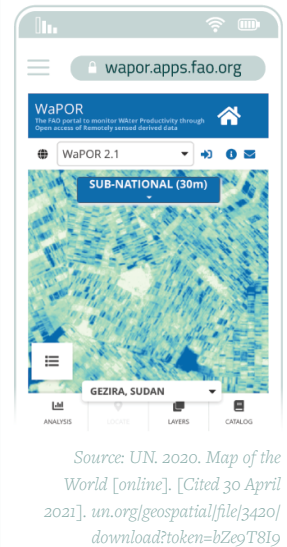 wapor.apps.fao.org
WaPOR
The FAO portal to monitor WAter Productivity through
Open access of Remotely sensed derived data
WaPOR 2.1
SUB-NATIONAL (30m)
GEZIRA, SUDAN
ANALYSIS LOCATE LAYERS CATALOG
Source: UN. 2020. Map of the
World [online]. [Cited 30 April
2021]. un.org/geospatial/file/3420/
download?token=bZe9T8I9